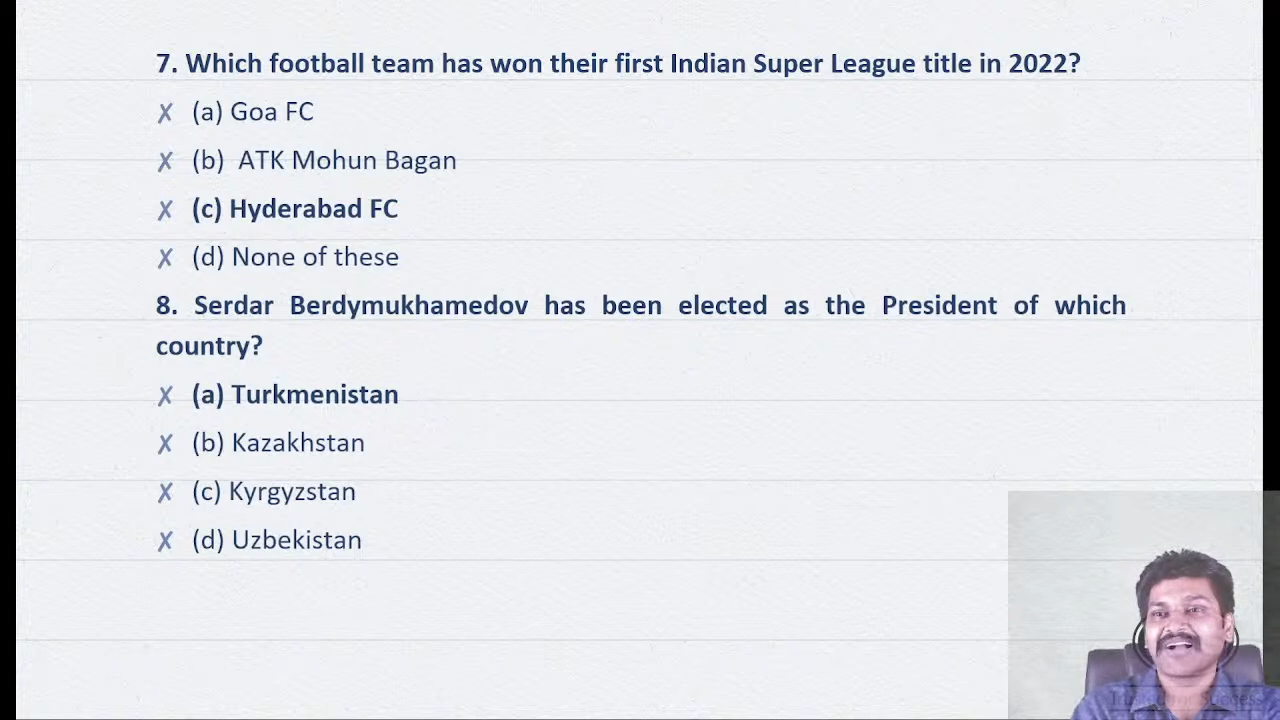 7. Which football team has won their first Indian Super League title in 2022?
✗ (a) Goa FC
✗ (b) ATK Mohun Bagan
✗ (c) Hyderabad FC
✗ (d) None of these
8. Serdar Berdymukhamedov has been elected as the President of which
country?
✗ (a) Turkmenistan
✗ (b) Kazakhstan
✗ (c) Kyrgyzstan
✗ (d) Uzbekistan
Success